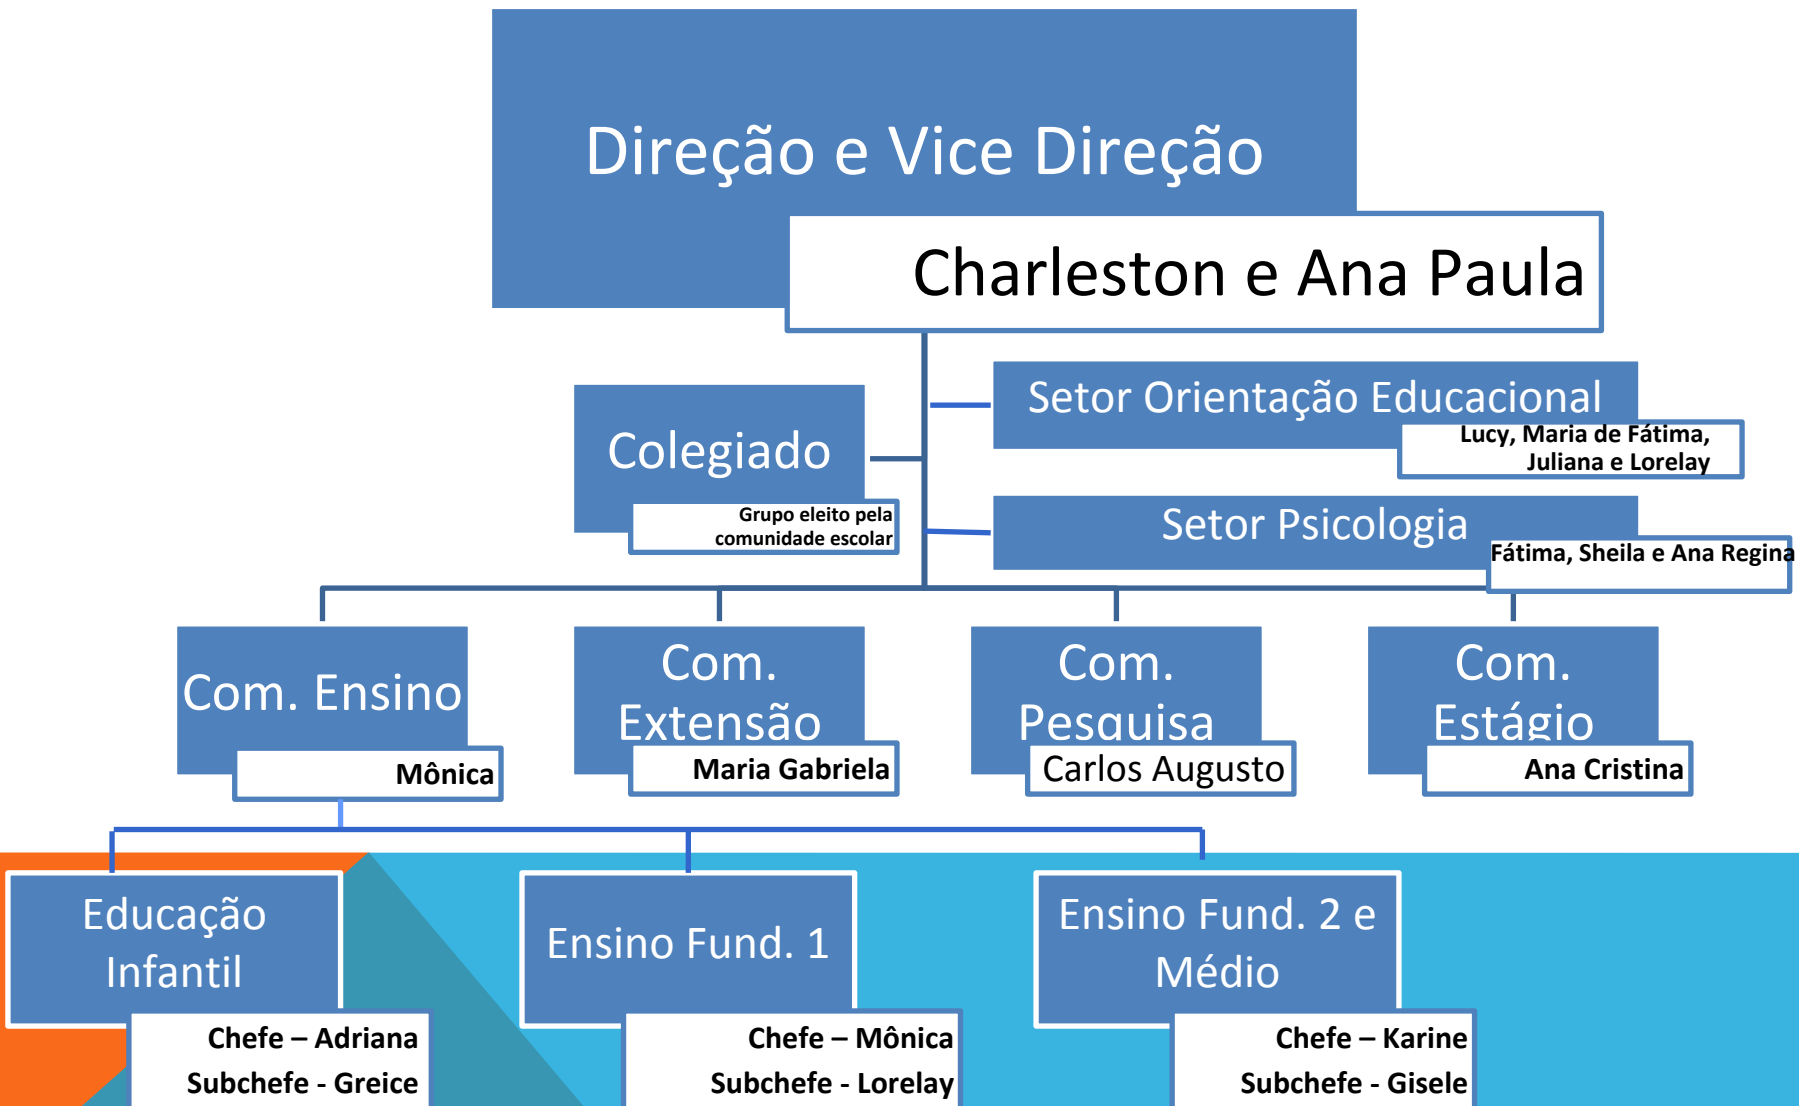 Direção e Vice Direção
Charleston e Ana Paula
Setor Orientação Educacional
Lucy, Maria de Fátima,
Juliana e Lorelay
Colegiado
Grupo eleito pela
comunidade escolar
Setor Psicologia
Fátima, Sheila e Ana Regina
Com. Ensino
Mônica
Com.
Extensão
Maria Gabriela
Com.
Pesquisa
Carlos Augusto
Com.
Estágio
Ana Cristina
Educação
Infantil
Chefe – Adriana
Subchefe - Greice
Ensino Fund. 1
Chefe – Mônica
Subchefe - Lorelay
Ensino Fund. 2 e
Médio
Chefe – Karine
Subchefe - Gisele